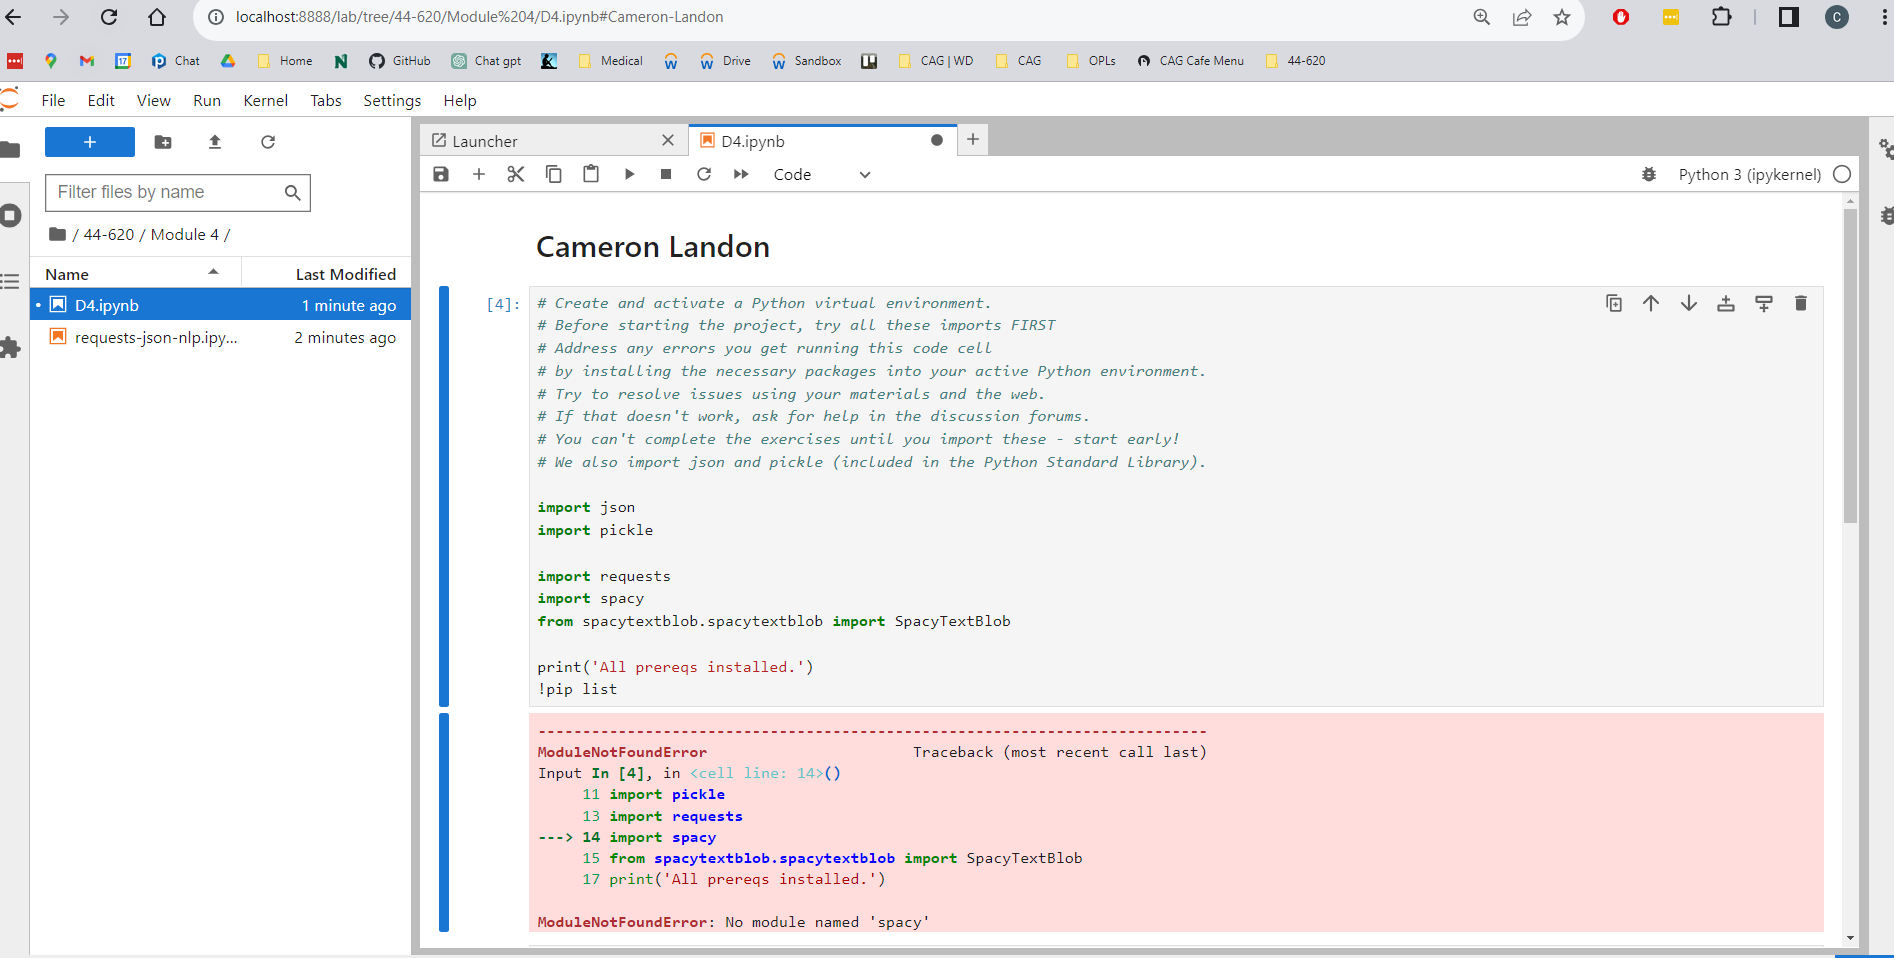 localhost:8888/lab/tree/44-620/Module%204/D4.ipynb#Cameron-Landon
C
17 Chat Home GitHub Chat gpt Medical Drive Sandbox CAG | WD CAG OPLs CAG Cafe Menu 44-620
File Edit View Run Kernel Tabs Settings Help
Launcher D4.ipynb
Code Python 3 (ipykernel)
Filter files by name
/ 44-620 / Module 4 /
Name Last Modified
D4.ipynb 1 minute ago
requests-json-nlp.ipy... 2 minutes ago
Cameron Landon
[4]:
# Create and activate a Python virtual environment.
# Before starting the project, try all these imports FIRST
# Address any errors you get running this code cell
# by installing the necessary packages into your active Python environment.
# Try to resolve issues using your materials and the web.
# If that doesn't work, ask for help in the discussion forums.
# You can't complete the exercises until you import these - start early!
# We also import json and pickle (included in the Python Standard Library).
import json
import pickle
import requests
import spacy
from spacytextblob.spacytextblob import SpacyTextBlob
print('All prereqs installed.')
!pip list
---------------------------------------------------------------------------
ModuleNotFoundError Traceback (most recent call last)
Input In [4], in <cell line: 14>()
11 import pickle
13 import requests
---> 14 import spacy
15 from spacytextblob.spacytextblob import SpacyTextBlob
17 print('All prereqs installed.')
ModuleNotFoundError: No module named 'spacy'